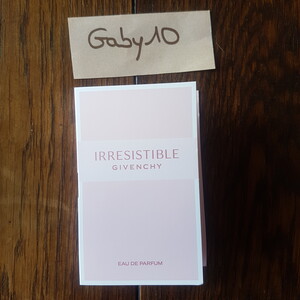 Gaby10
IRRESISTIBLE
GIVENCHY
EAU DE PARFUM